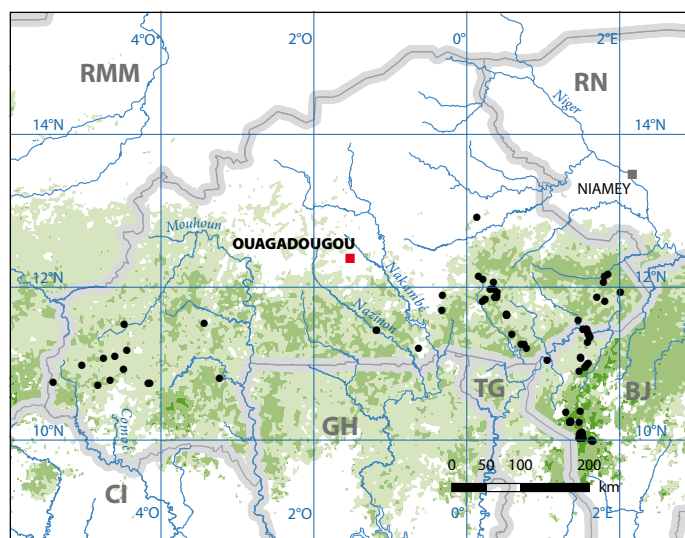 4°O 2°O 0° 2°E
RMM
RN
Niger
14°N 14°N
NIAMEY
Mouhoun
OUAGADOUGOU
Nakambe
12°N 12°N
Nazinon
TG
BJ
GH
Comoé
10°N 10°N
0 50 100 200
km
CI
4°O 2°O 0° 2°E